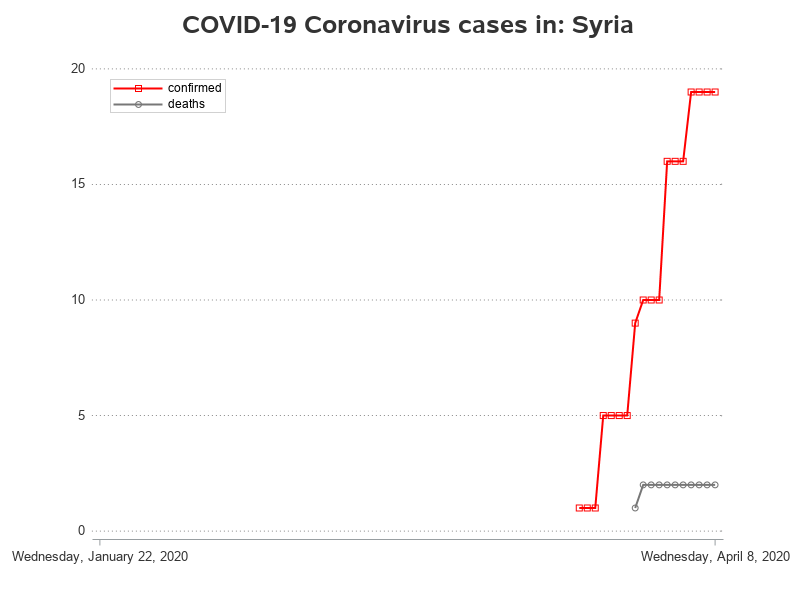 COVID-19 Coronavirus cases in: Syria
20
confirmed
deaths
15
10
5
0
Wednesday, January 22, 2020
Wednesday, April 8, 2020